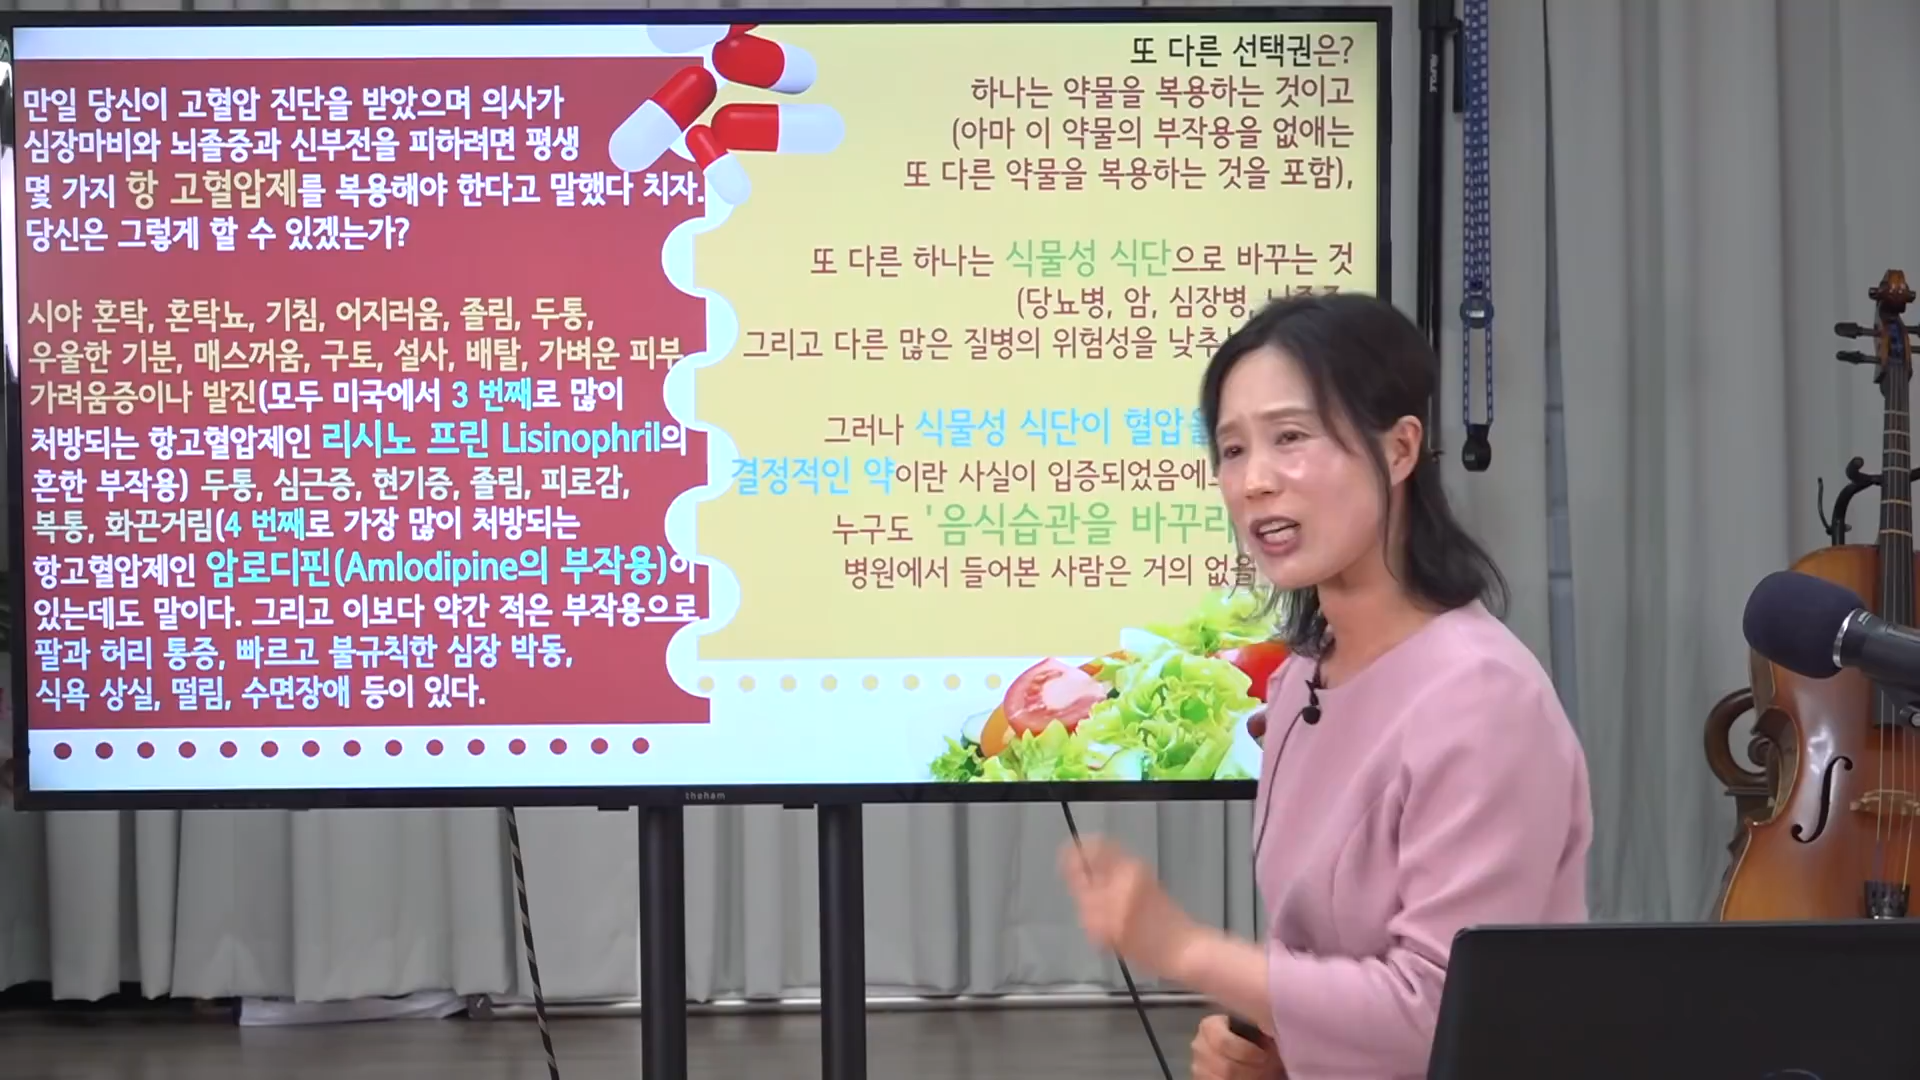 만일 당신이 고혈압 진단을 받았으며 의사가
심장마비와 뇌졸중과 신부전을 피하려면 평생
몇 가지 항 고혈압제를 복용해야 한다고 말했다 치자.
당신은 그렇게 할 수 있겠는가?
시야 혼탁, 혼탁뇨, 기침, 어지러움, 졸림, 두통,
우울한 기분, 매스꺼움, 구토, 설사, 배탈, 가벼운 피부
가려움증이나 발진(모두 미국에서 3 번째로 많이
처방되는 항고혈압제인 리시노 프린 Lisinophril의
흔한 부작용) 두통, 심근증, 현기증, 졸림, 피로감,
복통, 화끈거림(4 번째로 가장 많이 처방되는
항고혈압제인 암로디핀(Amlodipine의 부작용)이
있는데도 말이다. 그리고 이보다 약간 적은 부작용으로
팔과 허리 통증, 빠르고 불규칙한 심장 박동,
식욕 상실, 떨림, 수면장애 등이 있다.
또 다른 선택권은?
하나는 약물을 복용하는 것이고
(아마 이 약물의 부작용을 없애는
또 다른 약물을 복용하는 것을 포함),
또 다른 하나는 식물성 식단으로 바꾸는 것
(당뇨병, 암, 심장병,
그리고 다른 많은 질병의 위험성을
그러나 식물성 식단이 혈압을
결정적인 약이란 사실이 입증되었음에
누구도 '음식습관을 바꾸라
병원에서 들어본 사람은 거의 없을
theham